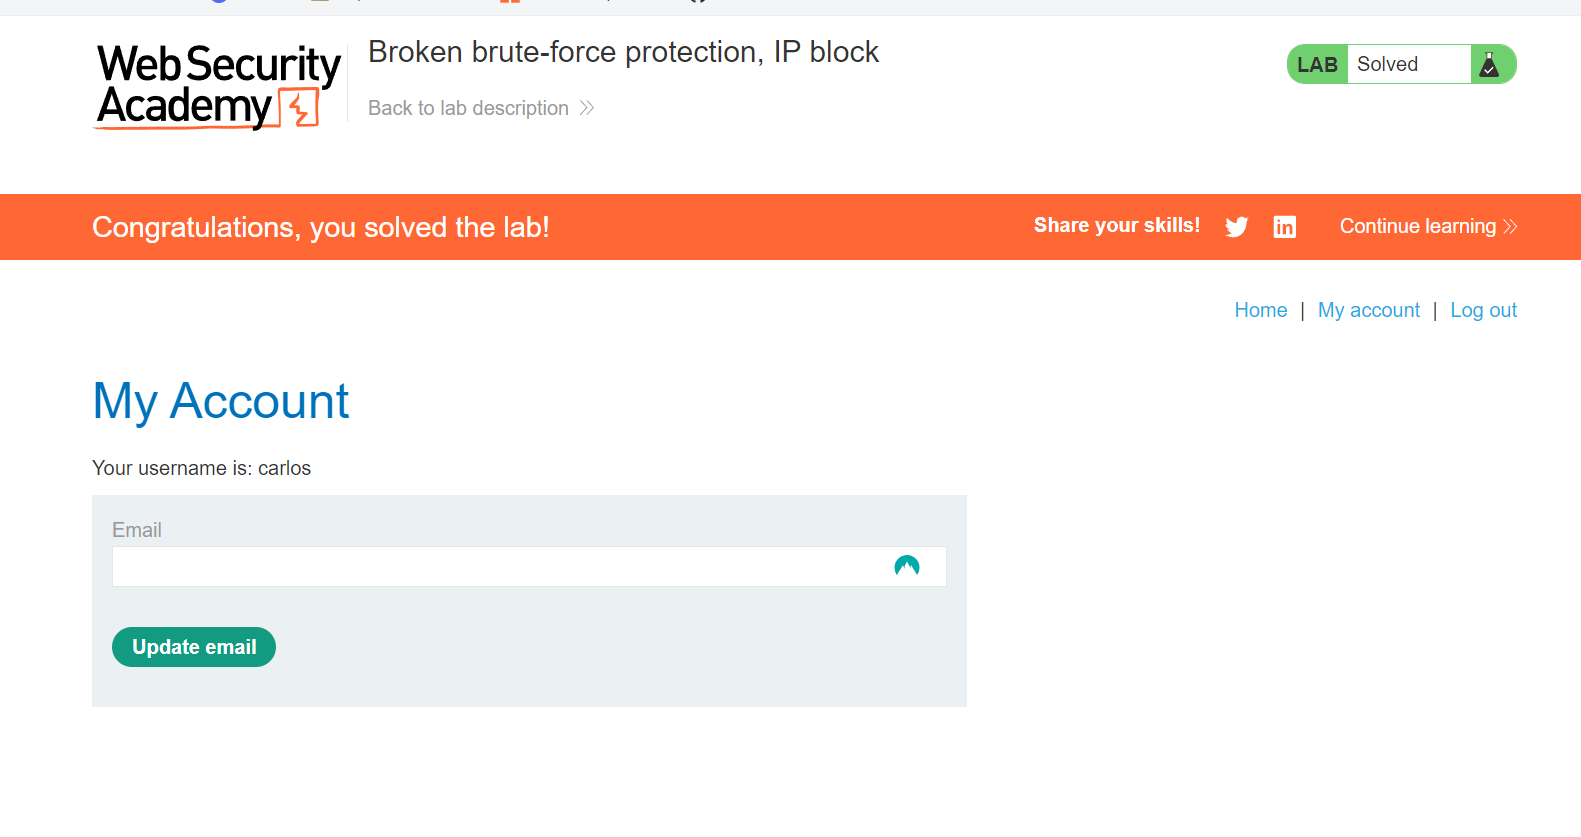 Web Security
Academy
Broken brute-force protection, IP block
Back to lab description
LAB Solved
Congratulations, you solved the lab!
Share your skills!
in
Continue learning
Home | My account | Log out
My Account
Your username is: carlos
Email
Update email